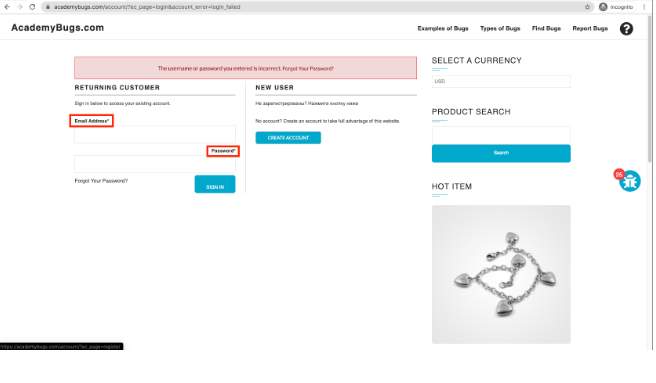 academybugs.com/account/?ec_page=login&account_error=login_failed
Incognito
AcademyBugs.com
Examples of Bugs
Types of Bugs
Find Bugs
Report Bugs
?
The username or password you entered is incorrect. Forgot Your Password?
RETURNING CUSTOMER
Sign in below to access your existing account.
Email Address*
Password*
Forgot Your Password?
SIGN IN
NEW USER
Не зарегистрированы? Нажмите кнопку ниже
No account? Create an account to take full advantage of this website.
CREATE ACCOUNT
SELECT A CURRENCY
USD
PRODUCT SEARCH
Search
HOT ITEM
https://academybugs.com/account/?ec_page=register